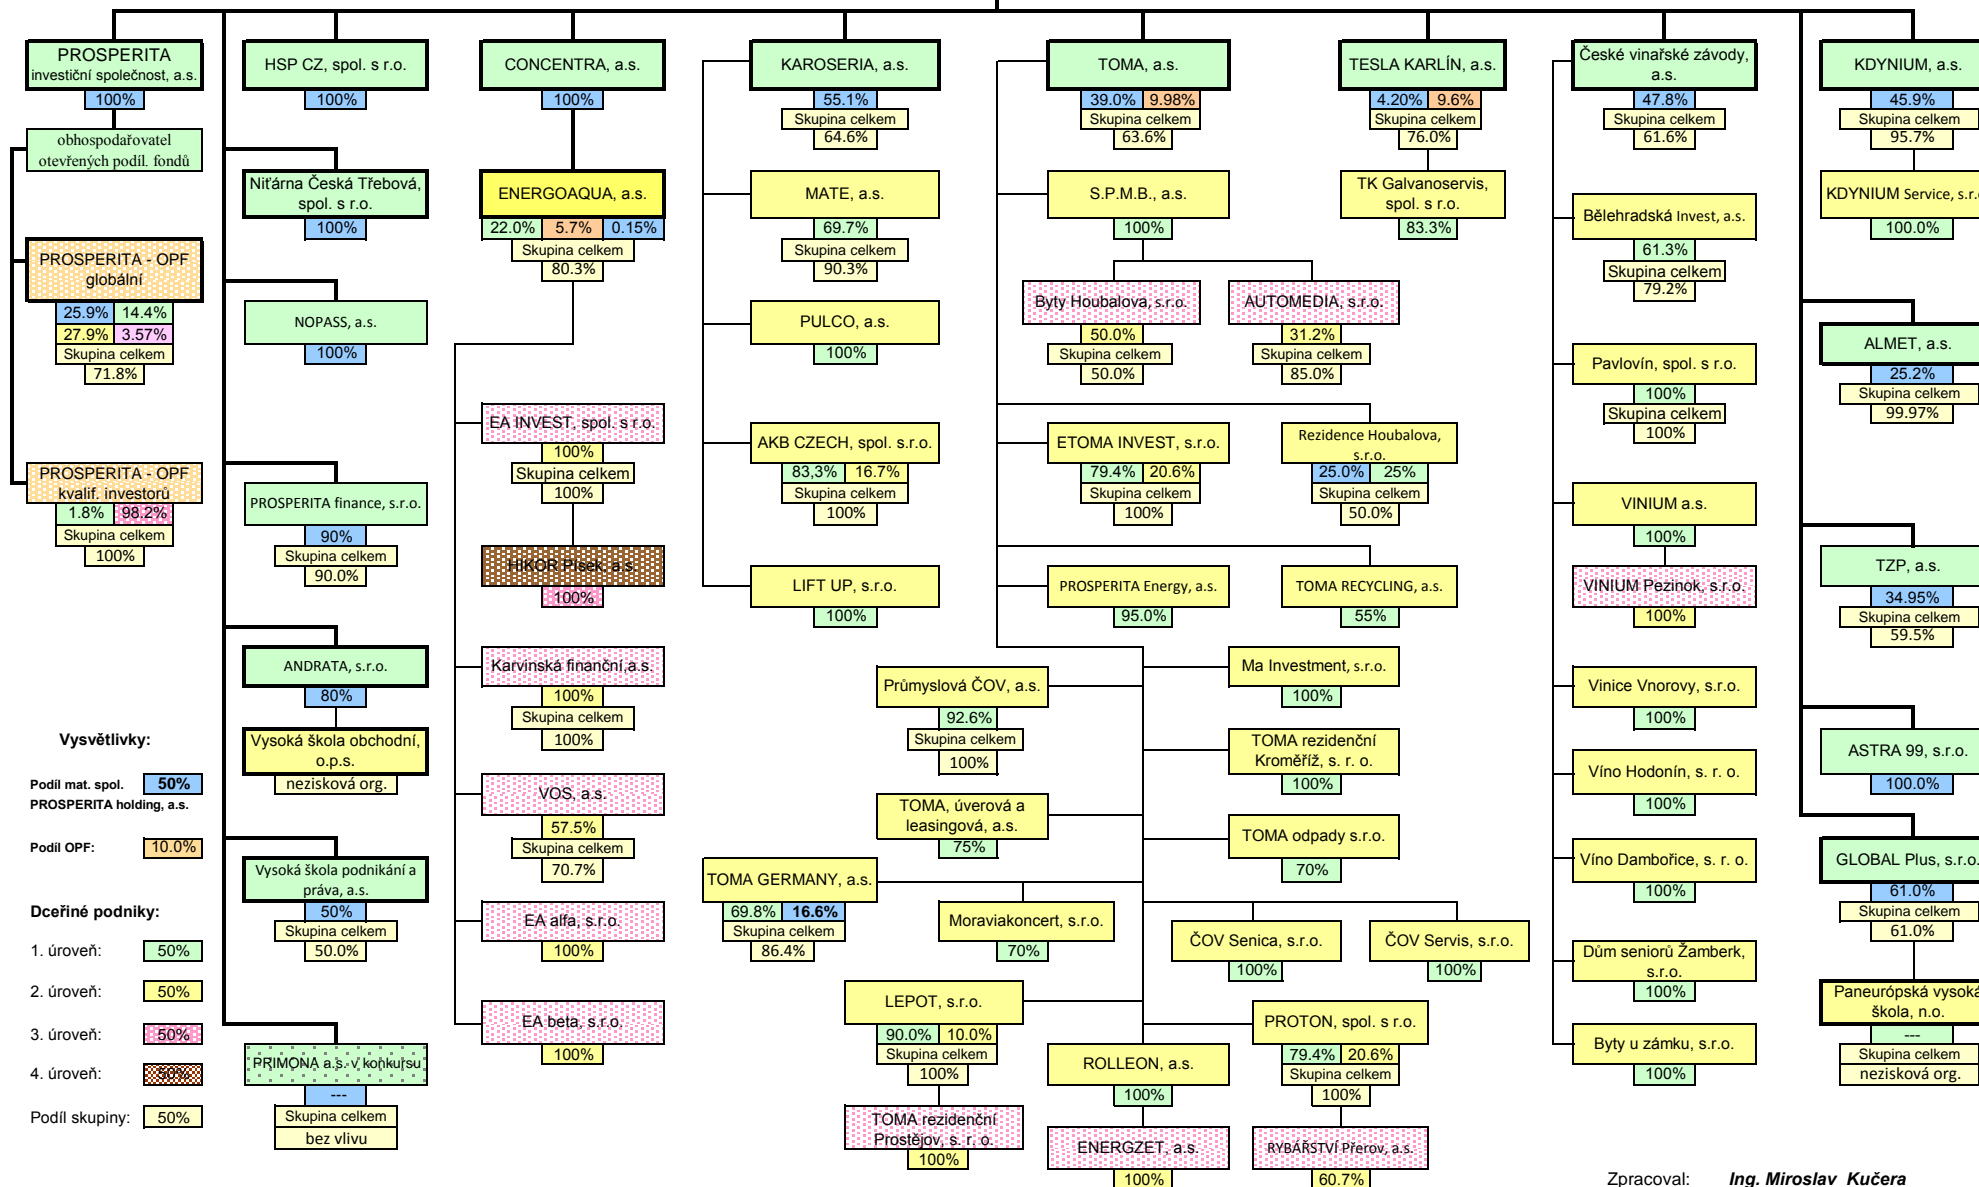 PROSPERITA
investiční společnost, a.s.
100%
obhospodařovatel
otevřených podíl. fondů
PROSPERITA - OPF
globální
25.9% 14.4%
27.9% 3.57%
Skupina celkem
71.8%
PROSPERITA - OPF
kvalif. investorů
1.8% 98.2%
Skupina celkem
100%
Vysvětlivky:
Podíl mat. spol. 50%
PROSPERITA holding, a.s.
Podíl OPF: 10.0%
Dceřiné podniky:
1. úroveň: 50%
2. úroveň: 50%
3. úroveň: 50%
4. úroveň: 50%
Podíl skupiny: 50%
HSP CZ, spol. s r.o.
100%
Niťárna Česká Třebová,
spol. s r.o.
100%
NOPASS, a.s.
100%
PROSPERITA finance, s.r.o.
90%
Skupina celkem
90.0%
ANDRATA, s.r.o.
80%
Vysoká škola obchodní,
o.p.s.
nezisková org.
Vysoká škola podnikání a
práva, a.s.
50%
Skupina celkem
50.0%
PRIMONA a.s. v konkursu
---
Skupina celkem
bez vlivu
CONCENTRA, a.s.
100%
ENERGOAQUA, a.s.
22.0% 5.7% 0.15%
Skupina celkem
80.3%
EA INVEST, spol. s r.o.
100%
Skupina celkem
100%
HIKOR Písek, a.s.
100%
Karvinská finanční,a.s.
100%
Skupina celkem
100%
VOS, a.s.
57.5%
Skupina celkem
70.7%
EA alfa, s.r.o.
100%
EA beta, s.r.o.
100%
KAROSERIA, a.s.
55.1%
Skupina celkem
64.6%
MATE, a.s.
69.7%
Skupina celkem
90.3%
PULCO, a.s.
100%
AKB CZECH, spol. s.r.o.
83,3% 16.7%
Skupina celkem
100%
LIFT UP, s.r.o.
100%
TOMA, a.s.
39.0% 9.98%
Skupina celkem
63.6%
S.P.M.B., a.s.
100%
Byty Houbalova, s.r.o.
50.0%
Skupina celkem
50.0%
AUTOMEDIA, s.r.o.
31.2%
Skupina celkem
85.0%
ETOMA INVEST, s.r.o.
79.4% 20.6%
Skupina celkem
100%
Rezidence Houbalova,
s.r.o.
25.0% 25%
Skupina celkem
50.0%
PROSPERITA Energy, a.s.
95.0%
TOMA RECYCLING, a.s.
55%
Průmyslová ČOV, a.s.
92.6%
Skupina celkem
100%
Ma Investment, s.r.o.
100%
TOMA rezidenční
Kroměříž, s. r. o.
100%
TOMA, úverová a
leasingová, a.s.
75%
TOMA odpady s.r.o.
70%
TOMA GERMANY, a.s.
69.8% 16.6%
Skupina celkem
86.4%
Moraviakoncert, s.r.o.
70%
ČOV Senica, s.r.o.
100%
ČOV Servis, s.r.o.
100%
LEPOT, s.r.o.
90.0% 10.0%
Skupina celkem
100%
TOMA rezidenční
Prostějov, s. r. o.
100%
ROLLEON, a.s.
100%
ENERGZET, a.s.
100%
PROTON, spol. s r.o.
79.4% 20.6%
Skupina celkem
100%
RYBÁŘSTVÍ Přerov, a.s.
60.7%
TESLA KARLÍN, a.s.
4.20% 9.6%
Skupina celkem
76.0%
TK Galvanoservis,
spol. s r.o.
83.3%
České vinařské závody,
a.s.
47.8%
Skupina celkem
61.6%
Bělehradská Invest, a.s.
61.3%
Skupina celkem
79.2%
Pavlovín, spol. s r.o.
100%
Skupina celkem
100%
VINIUM a.s.
100%
VINIUM Pezinok, s.r.o.
100%
Vinice Vnorovy, s.r.o.
100%
Víno Hodonín, s. r. o.
100%
Víno Dambořice, s. r. o.
100%
Dům seniorů Žamberk,
s.r.o.
100%
Byty u zámku, s.r.o.
100%
KDYNIUM, a.s.
45.9%
Skupina celkem
95.7%
KDYNIUM Service, s.r.o
100.0%
ALMET, a.s.
25.2%
Skupina celkem
99.97%
TZP, a.s.
34.95%
Skupina celkem
59.5%
ASTRA 99, s.r.o.
100.0%
GLOBAL Plus, s.r.o.
61.0%
Skupina celkem
61.0%
Paneurópská vysoká
škola, n.o.
---
Skupina celkem
nezisková org.
Zpracoval: Ing. Miroslav Kučera